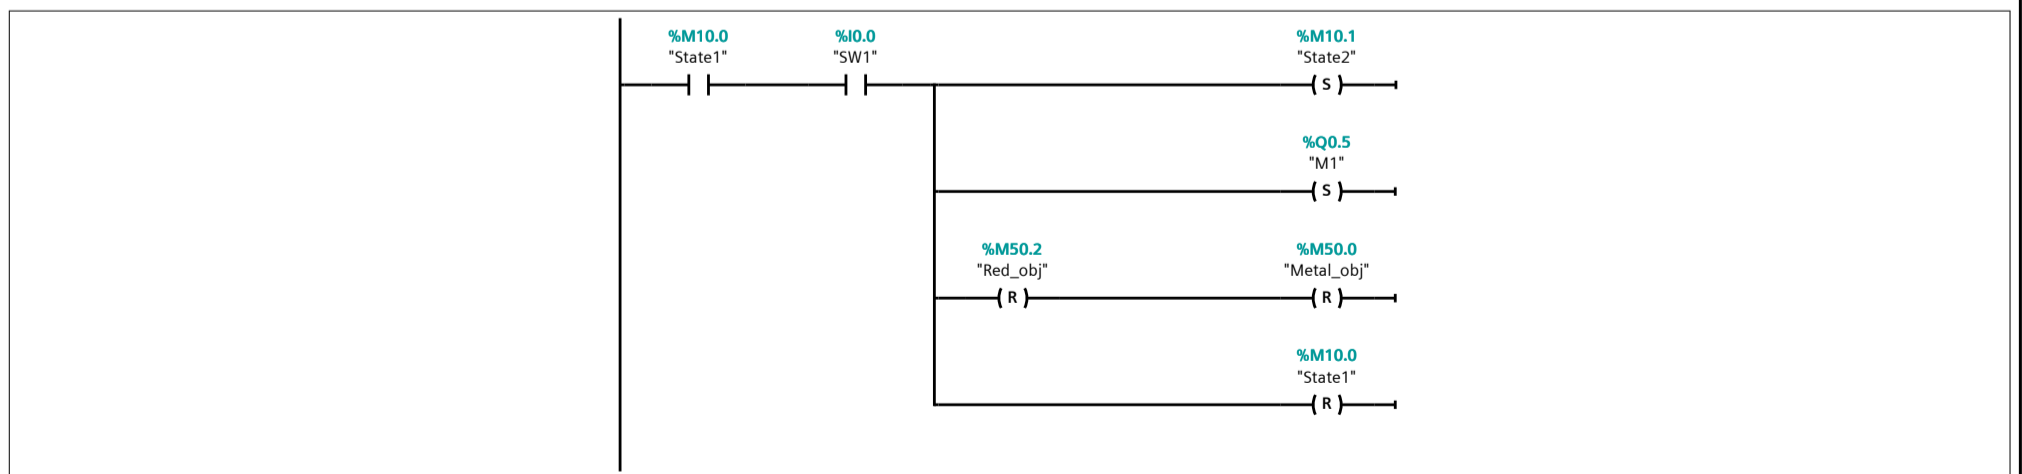 %M10.0 %I0.0 %M10.1
"State1" "SW1" "State2"
S
%Q0.5
"M1"
S
%M50.2 %M50.0
"Red_obj" "Metal_obj"
R R
%M10.0
"State1"
R